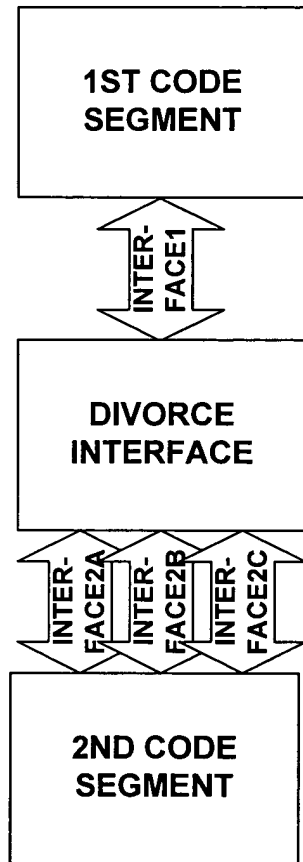 1ST CODE
SEGMENT
INTER-
FACE1
DIVORCE
INTERFACE
INTER-
FACE2A
INTER-
FACE2B
INTER-
FACE2C
2ND CODE
SEGMENT